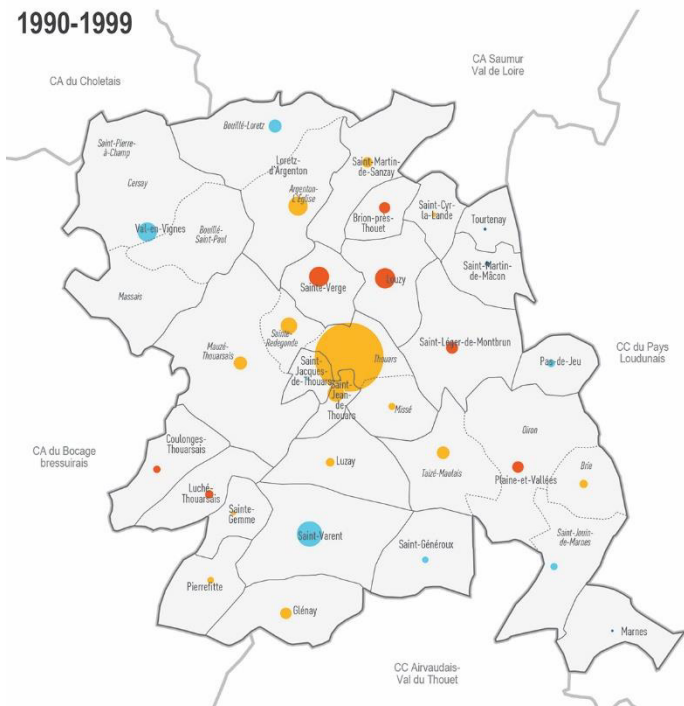 1990-1999
CA Saumur
Val de Loire
CA du Choletais
Bouillé-Loretz
Saint-Pierre-
à-Champ
Loretz-
d'Argenton
Saint-Martin-
de-Sanzay
Cersay
Argenton-
L'Église
Saint-Cyr-
la-Lande
Brion-près-
Thouet
Tourtenay
Val-en-Vignes
Bouillé-
Saint-Paul
Saint-Martin-
de-Mâcon
Sainte-Verge
Louzy
Massais
Sainte-
Radegonde
Mauzé-
Thouarsais
Saint-
Jacques-
de-Thouars
Thouars
Saint-Léger-de-Montbrun
Pas-de-Jeu
CC du Pays
Loudunais
Saint-
Jean-
de-
Thouars
Missé
Oiron
Coulonges-
Thouarsais
CA du Bocage
bressuirais
Luzay
Taizé-Maulais
Plaine-et-Vallées
Brie
Luché-
Thouarsais
Sainte-
Gemme
Saint-Varent
Saint-Généroux
Saint-Jouin-
de-Marnes
Pierrefitte
Glénay
Marnes
CC Airvaudais-
Val du Thouet